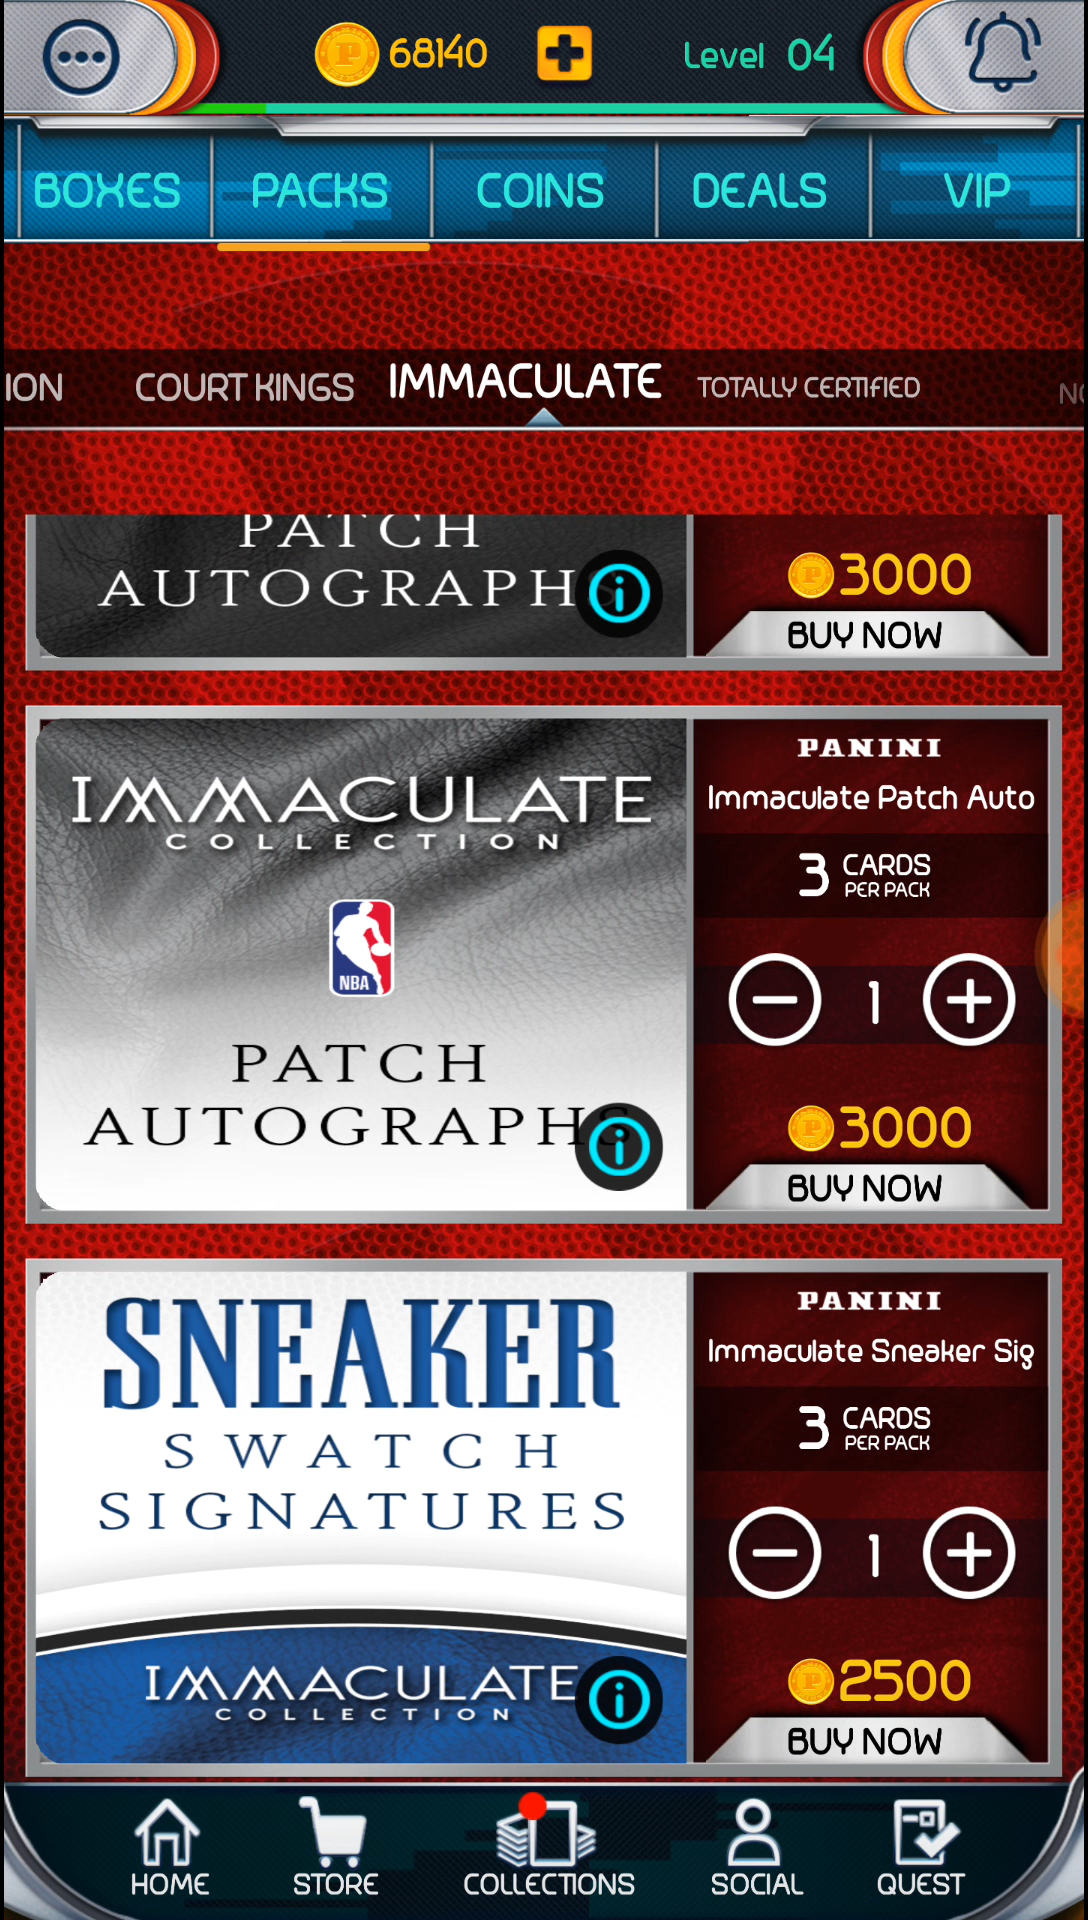 68140
Level 04
BOXES
PACKS
COINS
DEALS
VIP
ION
COURT KINGS
IMMACULATE
TOTALLY CERTIFIED
PATCH
AUTOGRAPHS
3000
BUY NOW
IMMACULATE
COLLECTION
NBA
PATCH
AUTOGRAPHS
PANINI
Immaculate Patch Auto
3 CARDS
PER PACK
1
3000
BUY NOW
SNEAKER
SWATCH
SIGNATURES
IMMACULATE
COLLECTION
PANINI
Immaculate Sneaker Sig
3 CARDS
PER PACK
1
2500
BUY NOW
HOME
STORE
COLLECTIONS
SOCIAL
QUEST